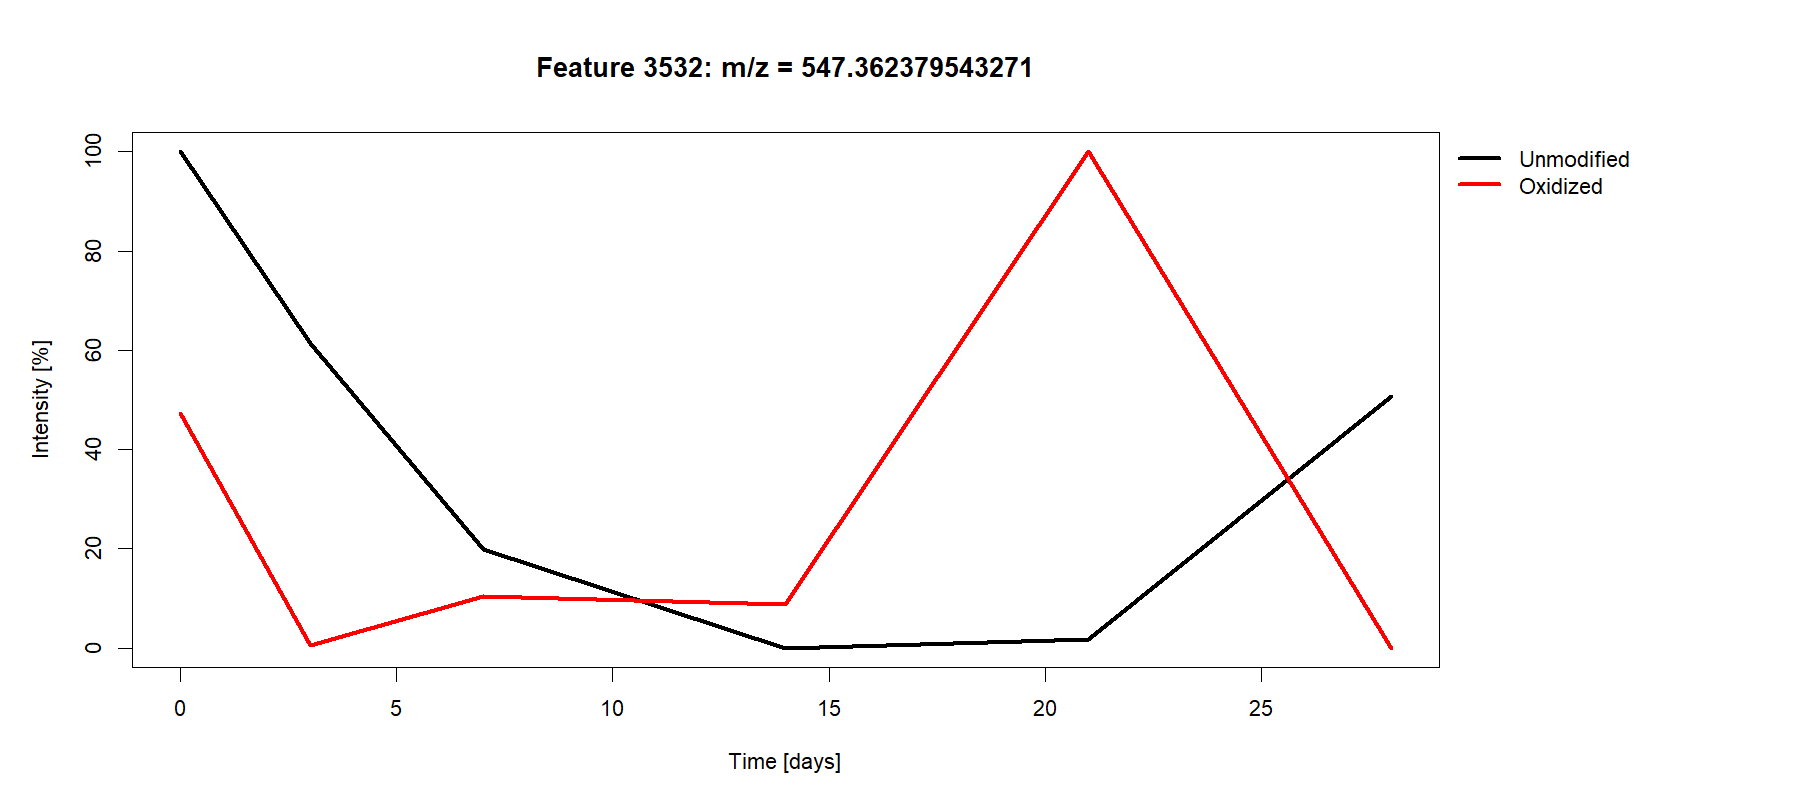 Feature 3532: m/z = 547.362379543271
Unmodified
Oxidized
Intensity [%]
100
80
60
40
20
0
0 5 10 15 20 25
Time [days]